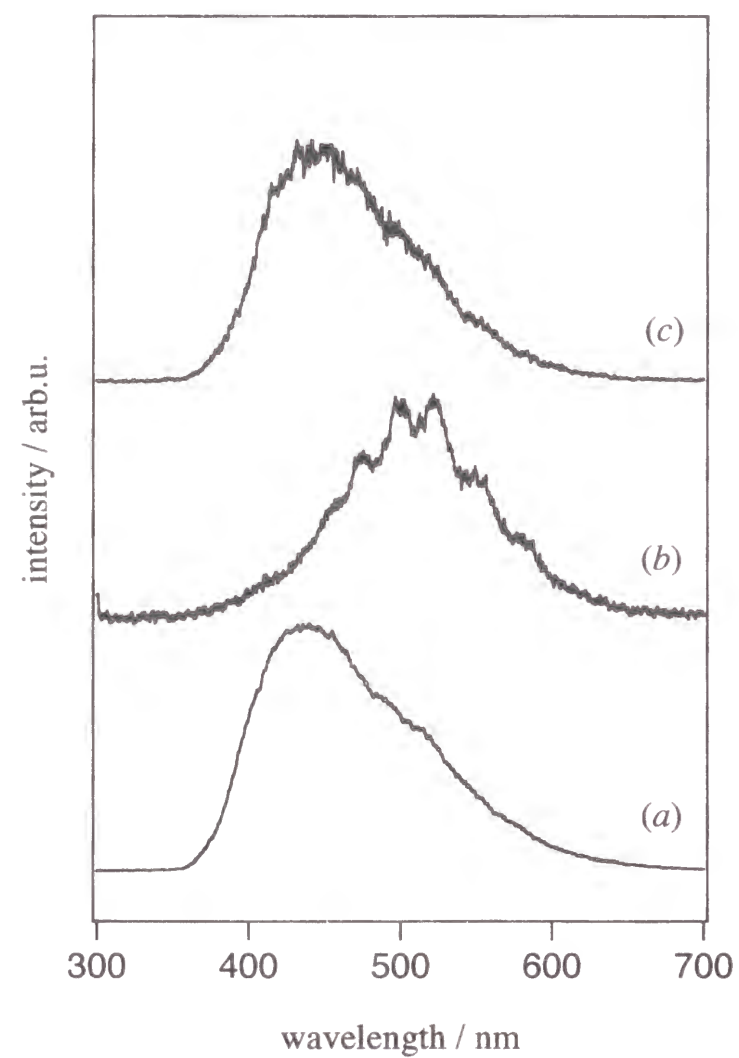 (c)
(b)
(a)
intensity / arb.u.
300 400 500 600 700
wavelength / nm